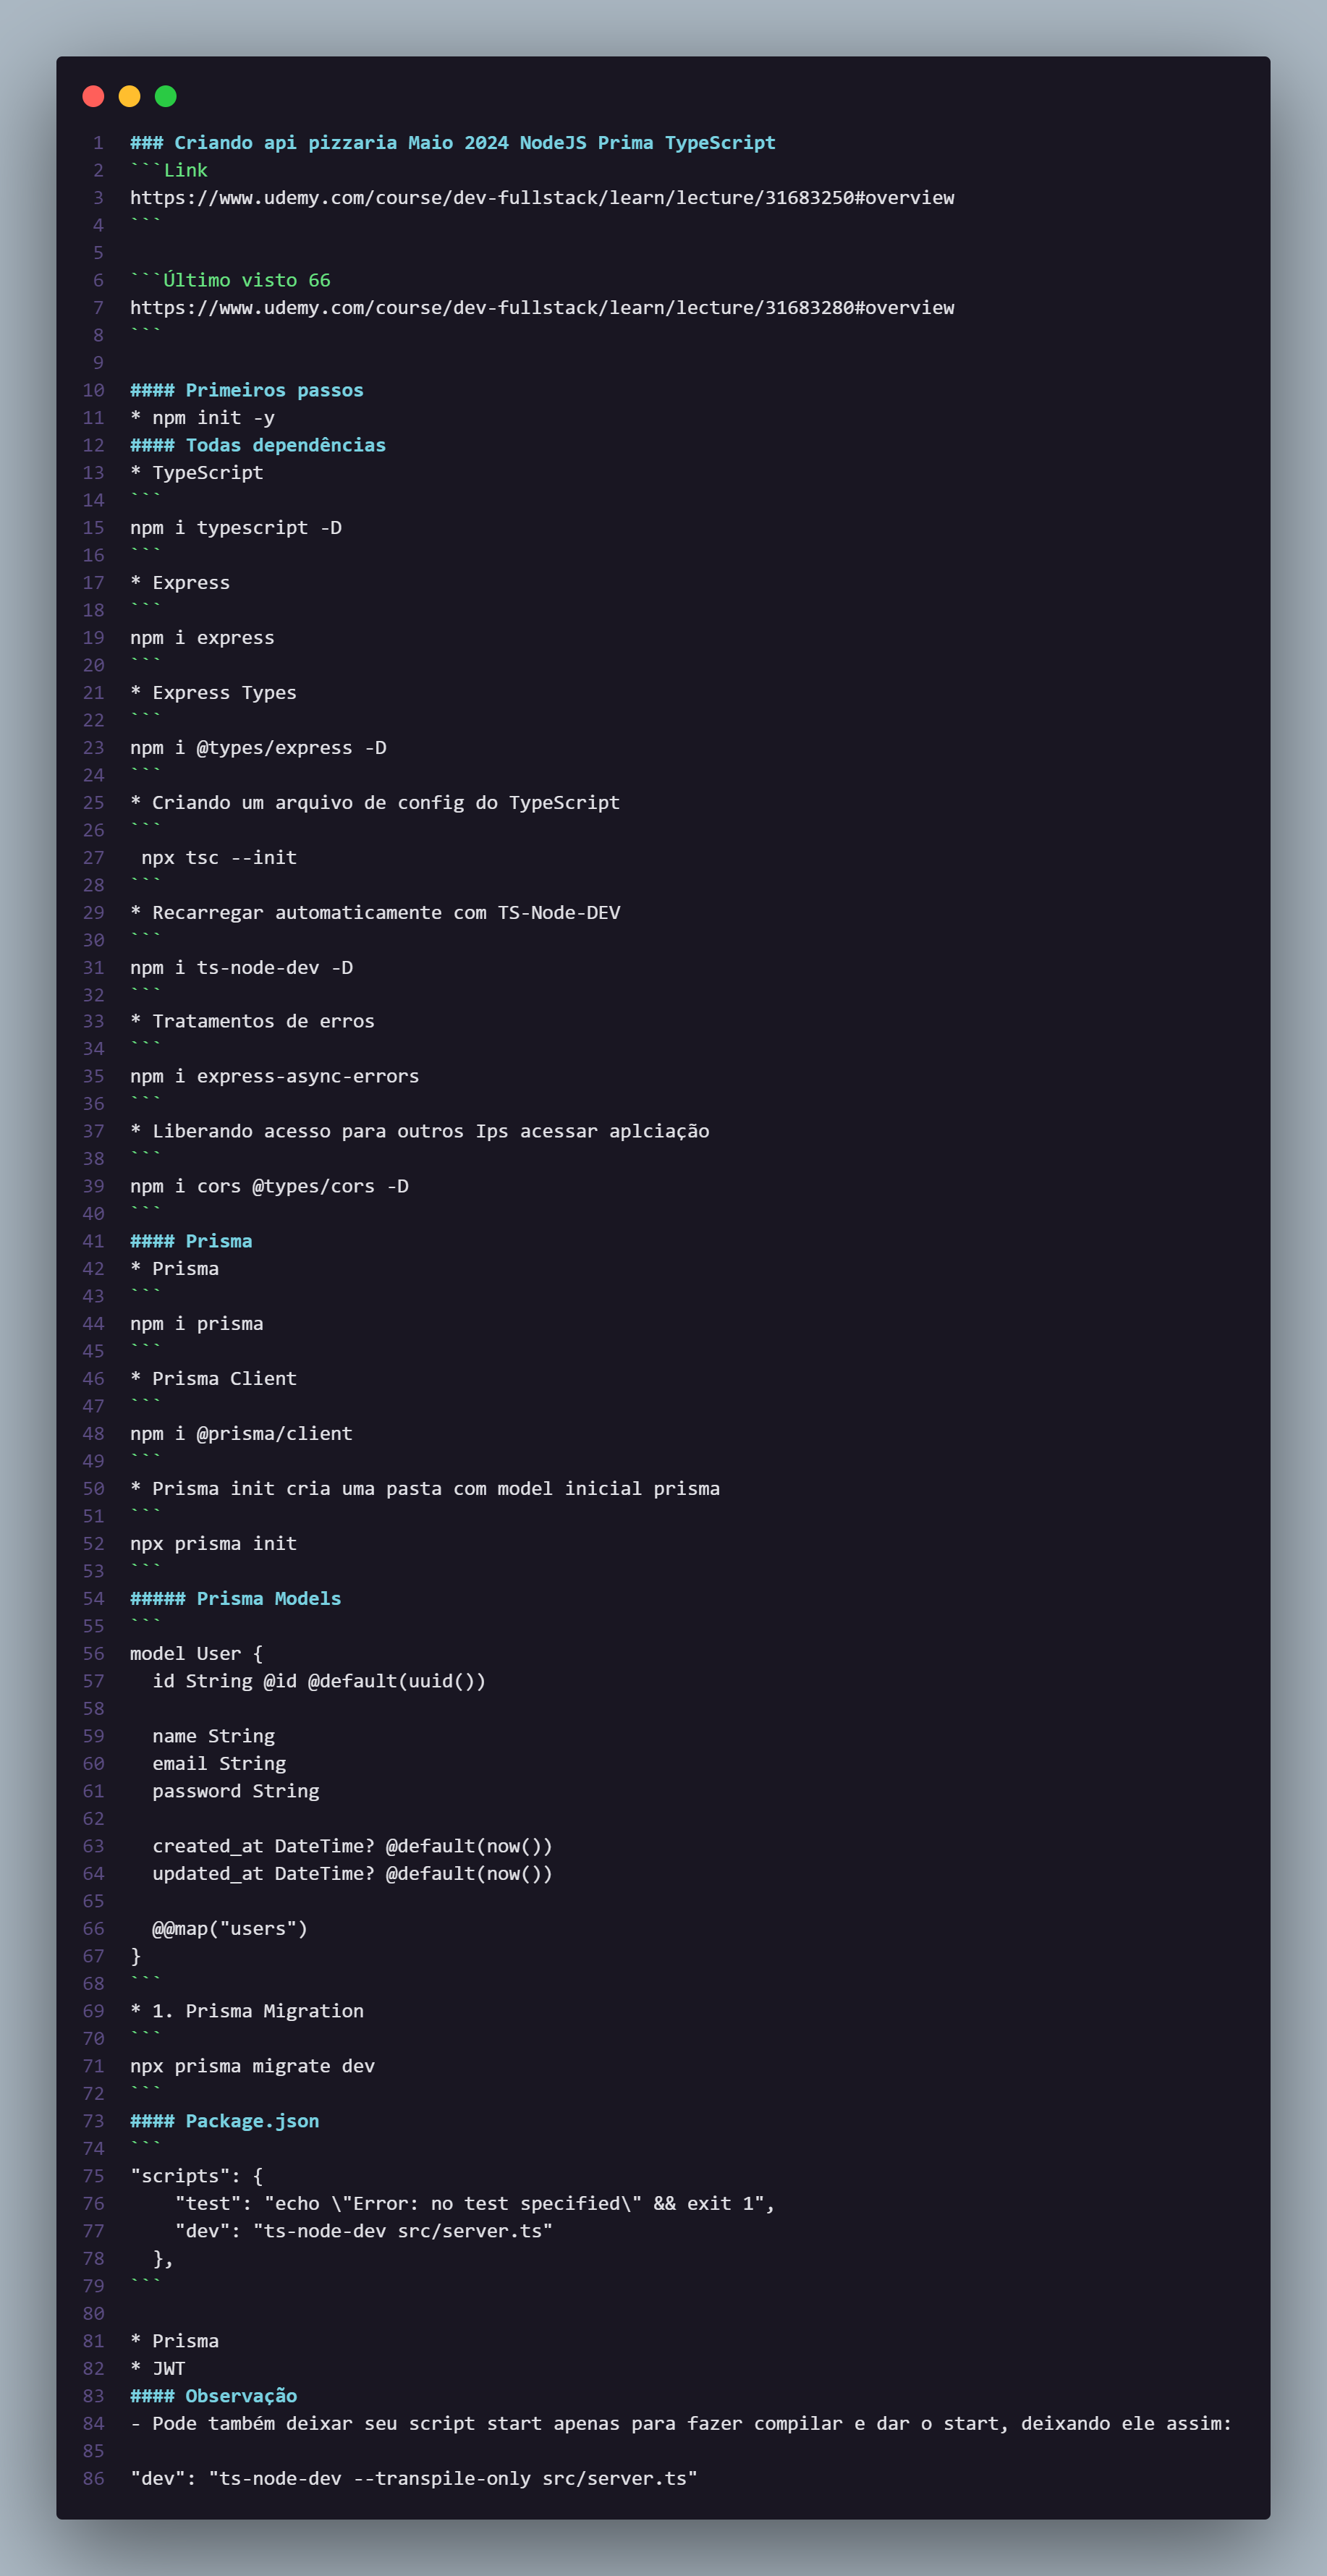 1 ### Criando api pizzaria Maio 2024 NodeJS Prima TypeScript
2 ```Link
3 https://www.udemy.com/course/dev-fullstack/learn/lecture/31683250#overview
4 ```
5
6 ```Último visto 66
7 https://www.udemy.com/course/dev-fullstack/learn/lecture/31683280#overview
8 ```
9
10 #### Primeiros passos
11 * npm init -y
12 #### Todas dependências
13 * TypeScript
14 ```
15 npm i typescript -D
16 ```
17 * Express
18 ```
19 npm i express
20 ```
21 * Express Types
22 ```
23 npm i @types/express -D
24 ```
25 * Criando um arquivo de config do TypeScript
26 ```
27  npx tsc --init
28 ```
29 * Recarregar automaticamente com TS-Node-DEV
30 ```
31 npm i ts-node-dev -D
32 ```
33 * Tratamentos de erros
34 ```
35 npm i express-async-errors
36 ```
37 * Liberando acesso para outros Ips acessar aplciação
38 ```
39 npm i cors @types/cors -D
40 ```
41 #### Prisma
42 * Prisma
43 ```
44 npm i prisma
45 ```
46 * Prisma Client
47 ```
48 npm i @prisma/client
49 ```
50 * Prisma init cria uma pasta com model inicial prisma
51 ```
52 npx prisma init
53 ```
54 ##### Prisma Models
55 ```
56 model User {
57   id String @id @default(uuid())
58
59   name String
60   email String
61   password String
62
63   created_at DateTime? @default(now())
64   updated_at DateTime? @default(now())
65
66   @@map("users")
67 }
68 ```
69 * 1. Prisma Migration
70 ```
71 npx prisma migrate dev
72 ```
73 #### Package.json
74 ```
75 "scripts": {
76     "test": "echo \"Error: no test specified\" && exit 1",
77     "dev": "ts-node-dev src/server.ts"
78   },
79 ```
80
81 * Prisma
82 * JWT
83 #### Observação
84 - Pode também deixar seu script start apenas para fazer compilar e dar o start, deixando ele assim:
85
86 "dev": "ts-node-dev --transpile-only src/server.ts"